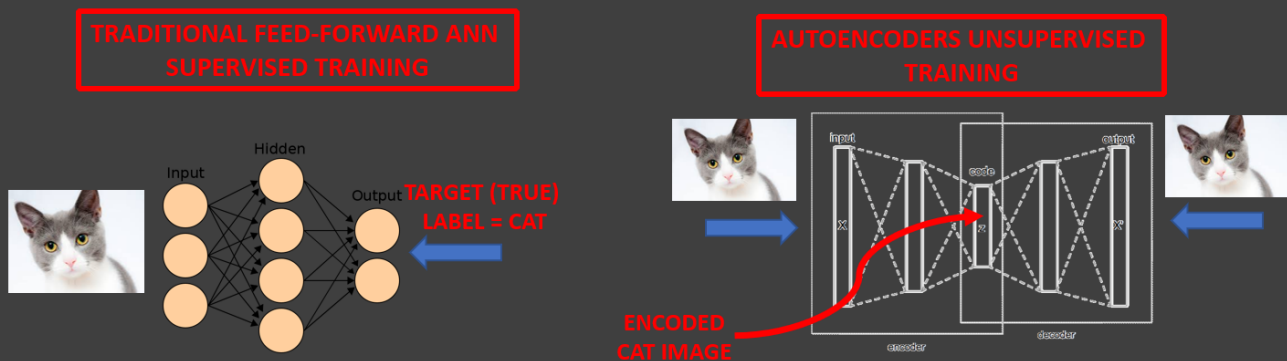 TRADITIONAL FEED-FORWARD ANN
SUPERVISED TRAINING
Input
Hidden
Output
TARGET (TRUE)
LABEL = CAT
AUTOENCODERS UNSUPERVISED
TRAINING
input
code
output
X
z
X'
ENCODED
CAT IMAGE
encoder
decoder